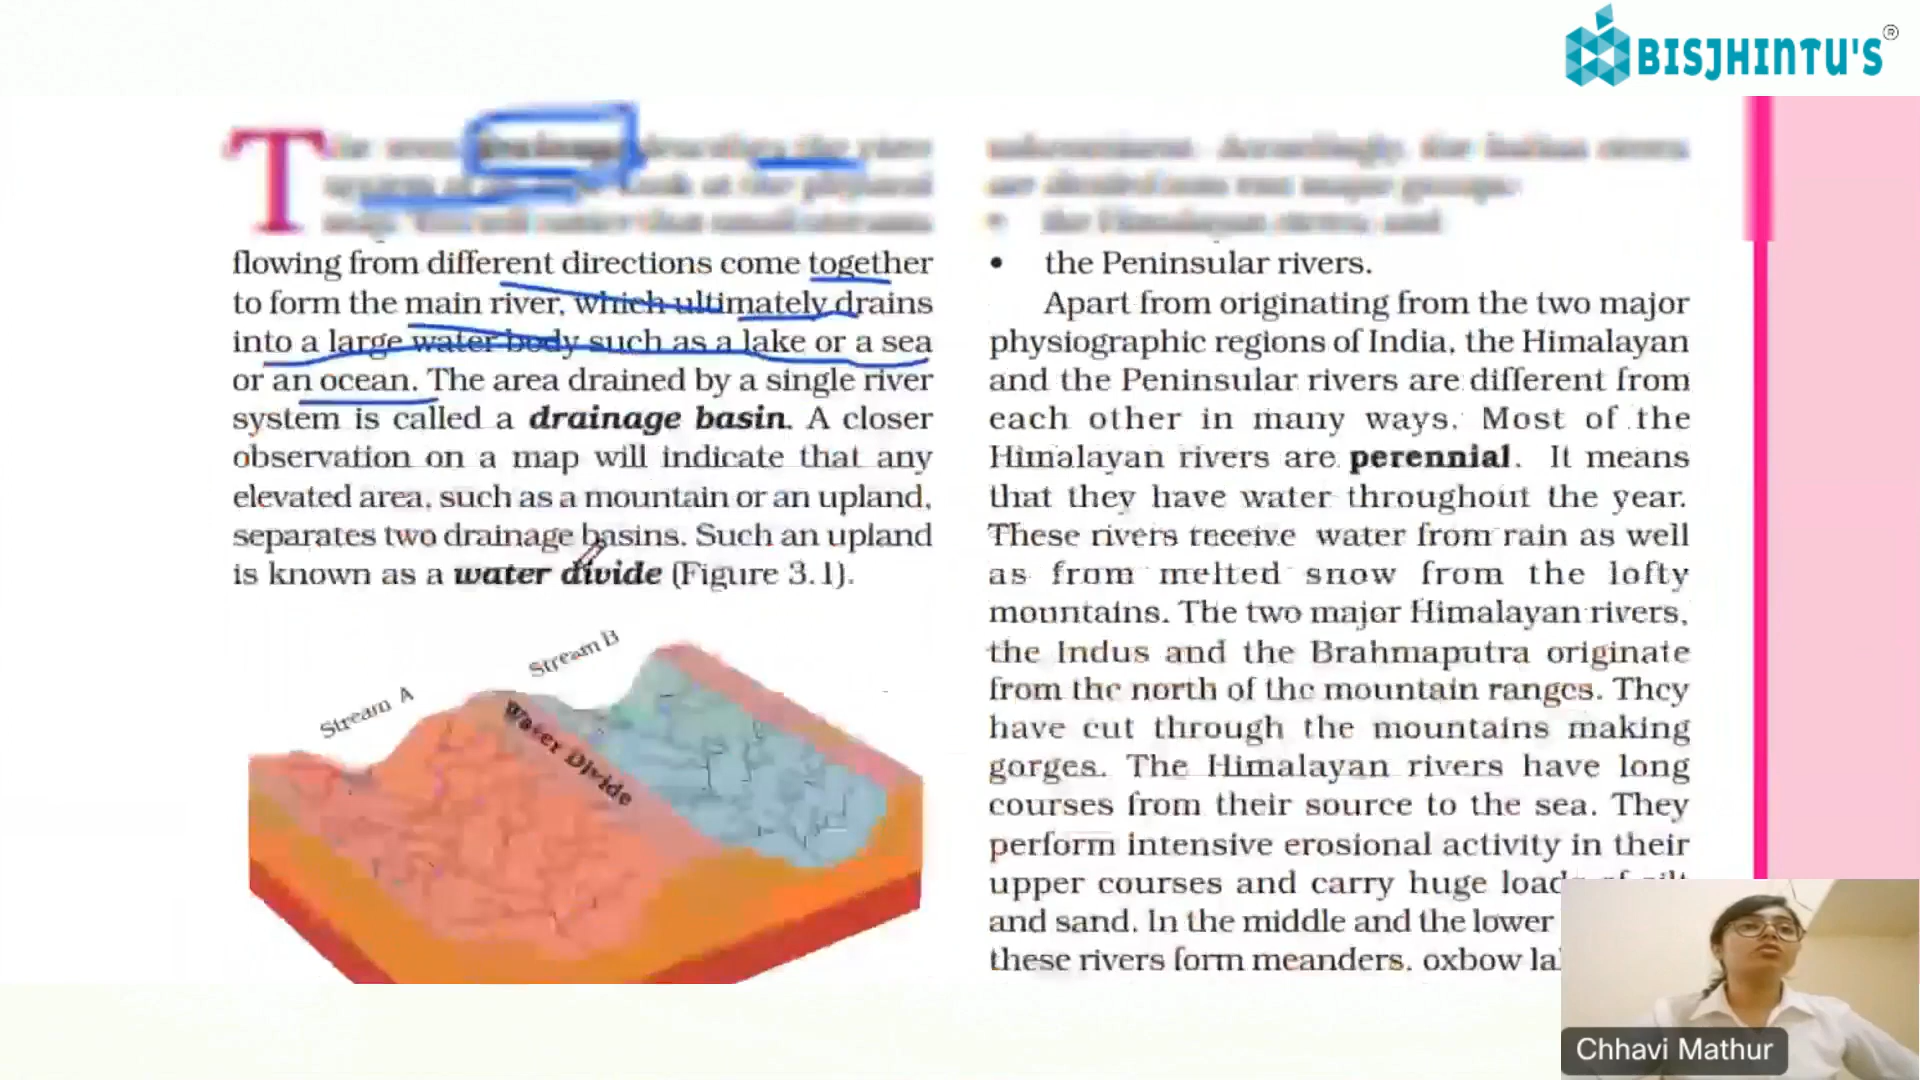 BISJHINTU'S®
T
flowing from different directions come together
to form the main river, which ultimately drains
into a large water body such as a lake or a sea
or an ocean. The area drained by a single river
system is called a drainage basin. A closer
observation on a map will indicate that any
elevated area, such as a mountain or an upland,
separates two drainage basins. Such an upland
is known as a water divide (Figure 3.1).
Stream A
Stream B
Water Divide
• the Peninsular rivers.
Apart from originating from the two major
physiographic regions of India, the Himalayan
and the Peninsular rivers are different from
each other in many ways. Most of the
Himalayan rivers are perennial. It means
that they have water throughout the year.
These rivers receive water from rain as well
as from melted snow from the lofty
mountains. The two major Himalayan rivers,
the Indus and the Brahmaputra originate
from the north of the mountain ranges. They
have cut through the mountains making
gorges. The Himalayan rivers have long
courses from their source to the sea. They
perform intensive erosional activity in their
upper courses and carry huge
and sand. In the middle and the lower
these rivers form meanders, oxbow
Chhavi Mathur